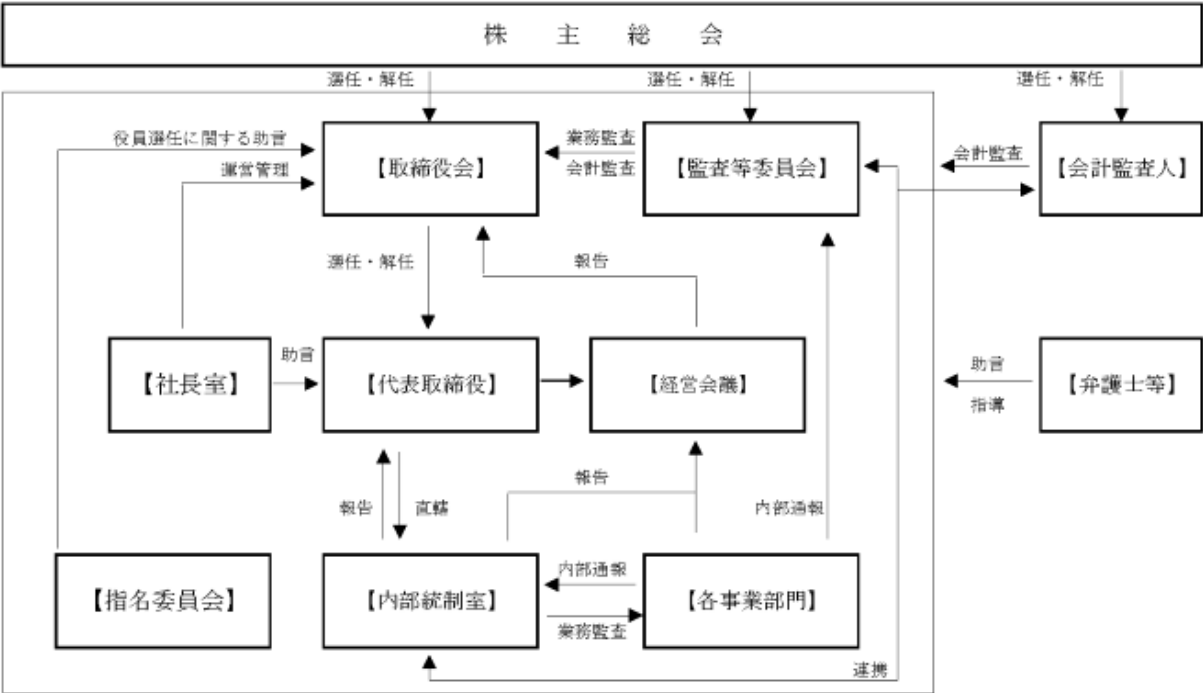 株主総会
選任・解任
選任・解任
選任・解任
役員選任に関する助言
運営管理
【取締役会】
業務監査
会計監査
【監査等委員会】
会計監査
【会計監査人】
選任・解任
報告
【社長室】
助言
【代表取締役】
【経営会議】
助言
指導
【弁護士等】
報告
直轄
報告
内部通報
【指名委員会】
【内部統制室】
内部通報
業務監査
【各事業部門】
連携